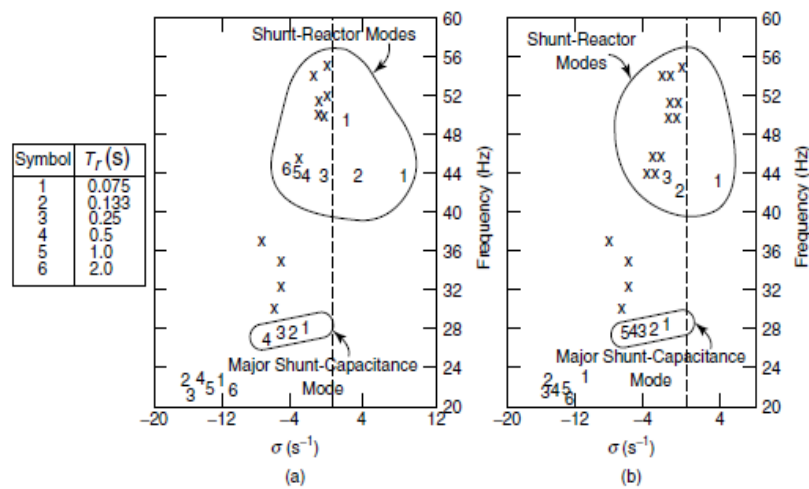 Symbol Tr (s)
1 0.075
2 0.133
3 0.25
4 0.5
5 1.0
6 2.0
Shunt-Reactor Modes
60
56
x x
52
x x
x x 1
48
x
6 5 4 3 2 1
44
40
x
36
x
32
x
x
28
4 3 2 1
Major Shunt-Capacitance
Mode
24
2 4 5 1 6
3
20
–20 –12 –4 4 12
σ (s⁻¹)
(a)
Frequency (Hz)
Shunt-Reactor
Modes
60
56
x
xx
52
xx
xx
48
xx
xx 3 2 1
44
40
x
36
x
32
x
x
28
5 4 3 2 1
Major Shunt-Capacitance
Mode
24
2 1
3 4 5
6
20
–20 –12 –4 4 12
σ (s⁻¹)
(b)
Frequency (Hz)